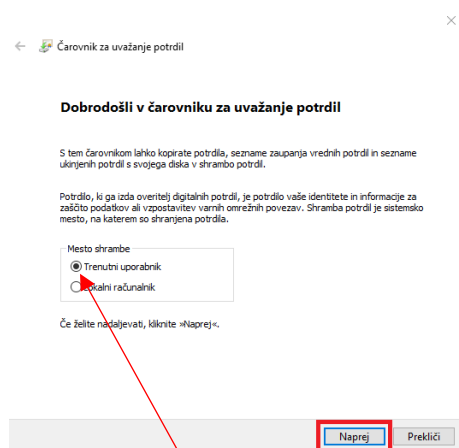 Čarovnik za uvažanje potrdil
Dobrodošli v čarovniku za uvažanje potrdil
S tem čarovnikom lahko kopirate potrdila, sezname zaupanja vrednih potrdil in sezname
ukinjenih potrdil s svojega diska v shrambo potrdil.
Potrdilo, ki ga izda overitelj digitalnih potrdil, je potrdilo vaše identitete in informacije za
zaščito podatkov ali vzpostavitev varnih omrežnih povezav. Shramba potrdil je sistemsko
mesto, na katerem so shranjena potrdila.
Mesto shrambe
Trenutni uporabnik
Lokalni računalnik
Če želite nadaljevati, kliknite »Naprej«.
Naprej
Prekliči